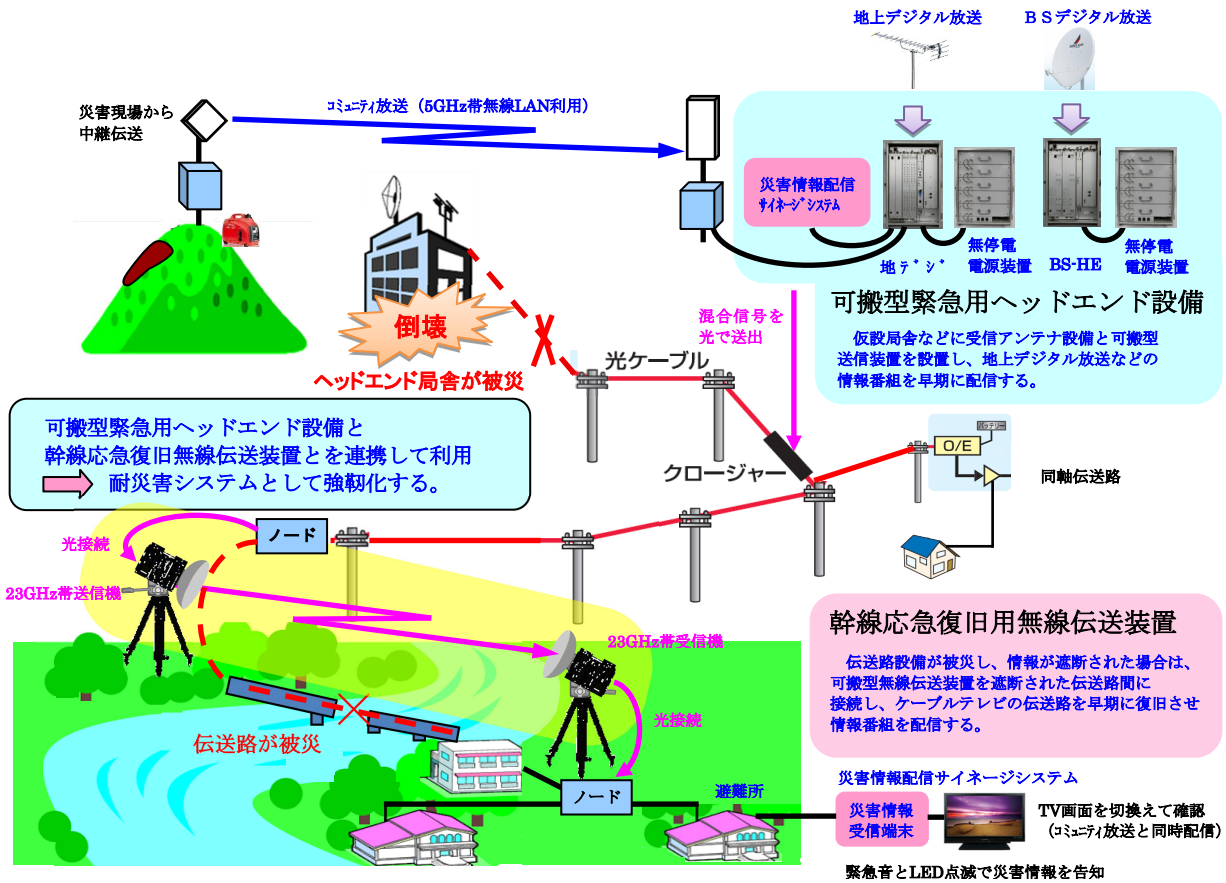 地上デジタル放送
BSデジタル放送
災害現場から
中継伝送
コミュニティ放送（5GHz帯無線LAN利用）
災害情報配信
サイネージシステム
地デジ
無停電
電源装置
BS-HE
無停電
電源装置
可搬型緊急用ヘッドエンド設備
仮設局舎などに受信アンテナ設備と可搬型
送信装置を設置し、地上デジタル放送などの
情報番組を早期に配信する。
倒壊
ヘッドエンド局舎が被災
混合信号を
光で送出
光ケーブル
クロージャー
バッテリー
O/E
同軸伝送路
可搬型緊急用ヘッドエンド設備と
幹線応急復旧無線伝送装置とを連携して利用
耐災害システムとして強靱化する。
ノード
光接続
23GHz帯送信機
23GHz帯受信機
光接続
伝送路が被災
ノード
避難所
幹線応急復旧用無線伝送装置
伝送路設備が被災し、情報が遮断された場合は、
可搬型無線伝送装置を遮断された伝送路間に
接続し、ケーブルテレビの伝送路を早期に復旧させ
情報番組を配信する。
災害情報配信サイネージシステム
災害情報
受信端末
TV画面を切換えて確認
（コミュニティ放送と同時配信）
緊急音とLED点滅で災害情報を告知